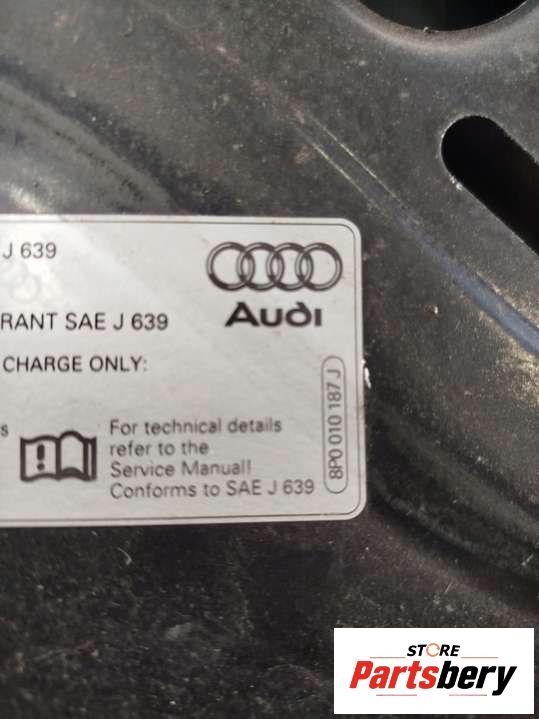 J 639
Audi
RANT SAE J 639
CHARGE ONLY:
s
For technical details
refer to the
Service Manual!
Conforms to SAE J 639
8P0 010 187 J
STORE
Partsbery